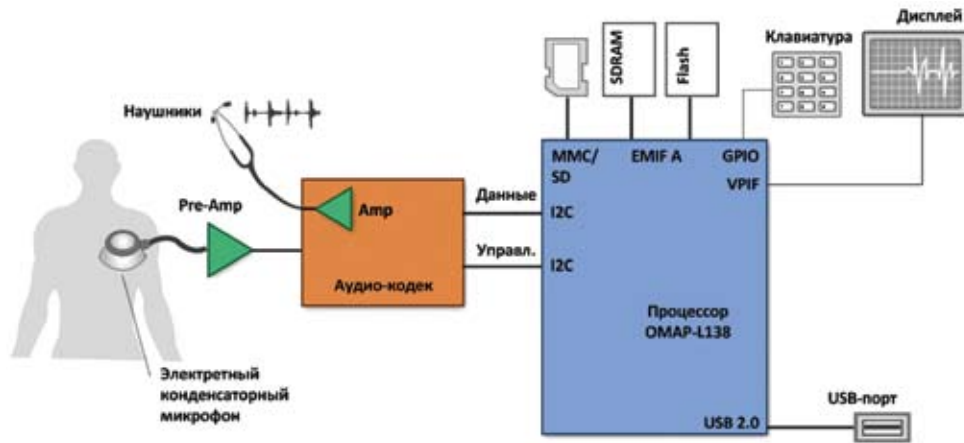 Дисплей
Клавиатура
SDRAM
Flash
Наушники
MMC/
SD
EMIF A
GPIO
VPIF
Pre-Amp
Amp
Данные
I2C
Управл.
I2C
Аудио-кодек
Процессор
OMAP-L138
Электретный
конденсаторный
микрофон
USB 2.0
USB-порт